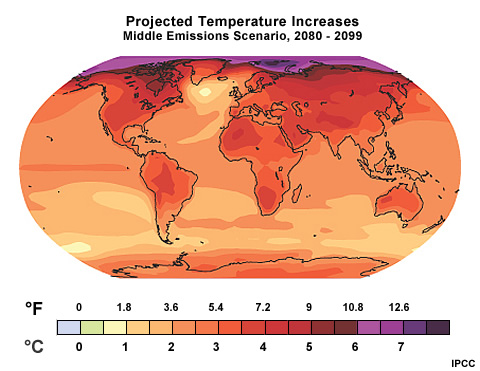 Projected Temperature Increases
Middle Emissions Scenario, 2080 - 2099
°F 0 1.8 3.6 5.4 7.2 9 10.8 12.6
°C 0 1 2 3 4 5 6 7
IPCC